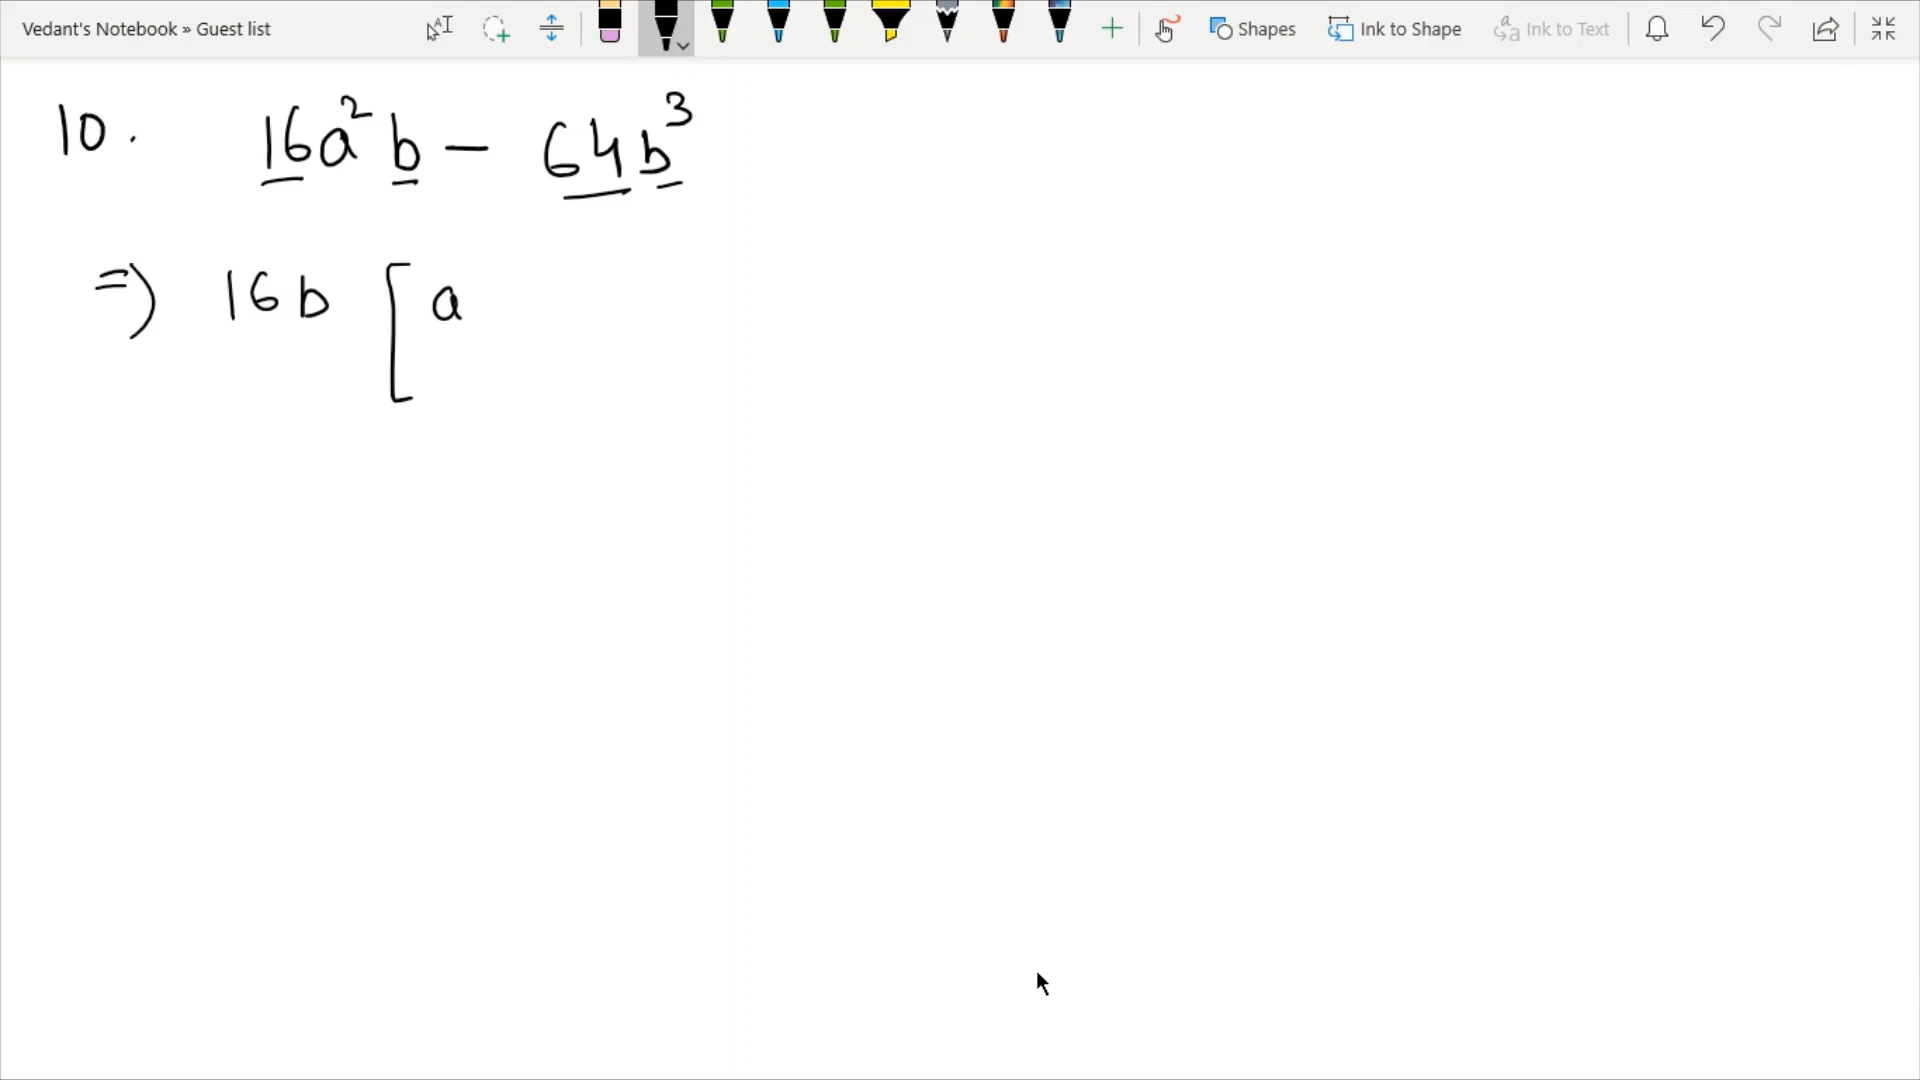 Vedant's Notebook » Guest list
Shapes
Ink to Shape
Ink to Text
10. 16a²b - 64b³
=) 16b [ a